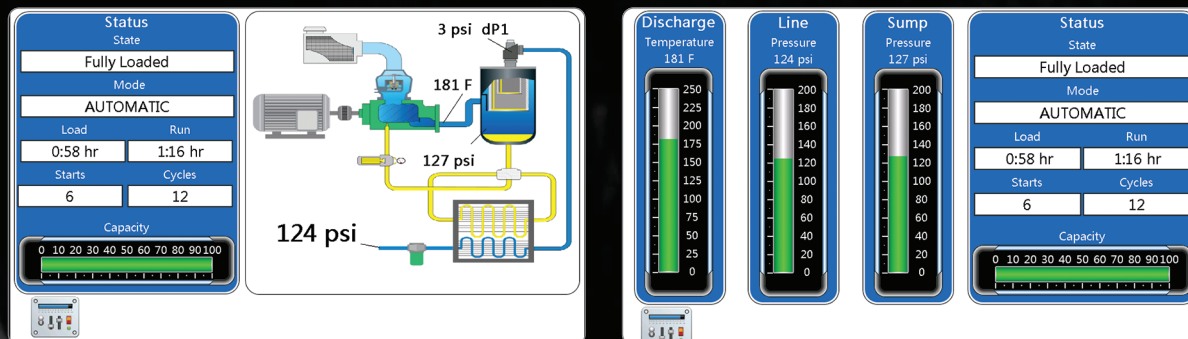 Status
State
Fully Loaded
Mode
AUTOMATIC
Load Run
0:58 hr 1:16 hr
Starts Cycles
6 12
Capacity
0 10 20 30 40 50 60 70 80 90 100
3 psi dP1
181 F
127 psi
124 psi
Discharge
Temperature
181 F
250
225
200
175
150
125
100
75
50
25
0
Line
Pressure
124 psi
200
180
160
140
120
100
80
60
40
20
0
Sump
Pressure
127 psi
200
180
160
140
120
100
80
60
40
20
0
Status
State
Fully Loaded
Mode
AUTOMATIC
Load Run
0:58 hr 1:16 hr
Starts Cycles
6 12
Capacity
0 10 20 30 40 50 60 70 80 90 100